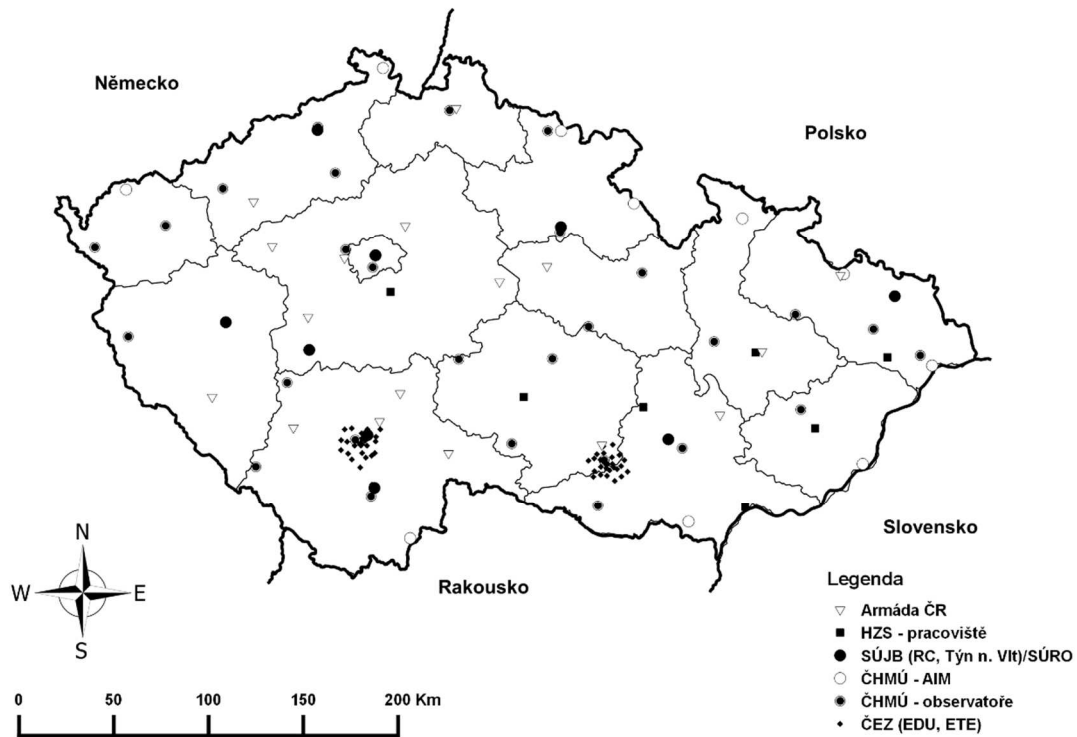 Německo
Polsko
Slovensko
Rakousko
N
W E
S
Legenda
Armáda ČR
HZS - pracoviště
SÚJB (RC, Týn n. Vlt)/SÚRO
ČHMÚ - AIM
ČHMÚ - observatoře
ČEZ (EDU, ETE)
0 50 100 150 200 Km